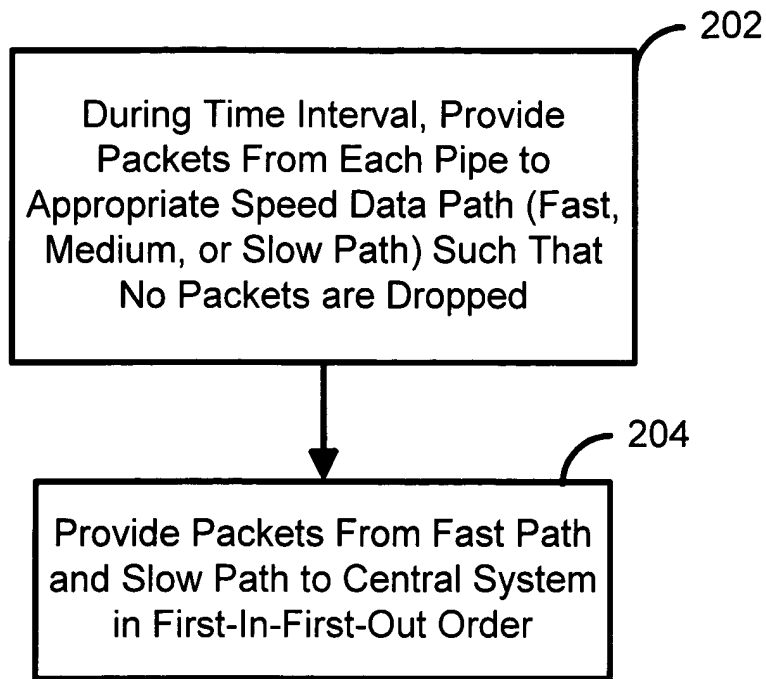 202
During Time Interval, Provide
Packets From Each Pipe to
Appropriate Speed Data Path (Fast,
Medium, or Slow Path) Such That
No Packets are Dropped
204
Provide Packets From Fast Path
and Slow Path to Central System
in First-In-First-Out Order